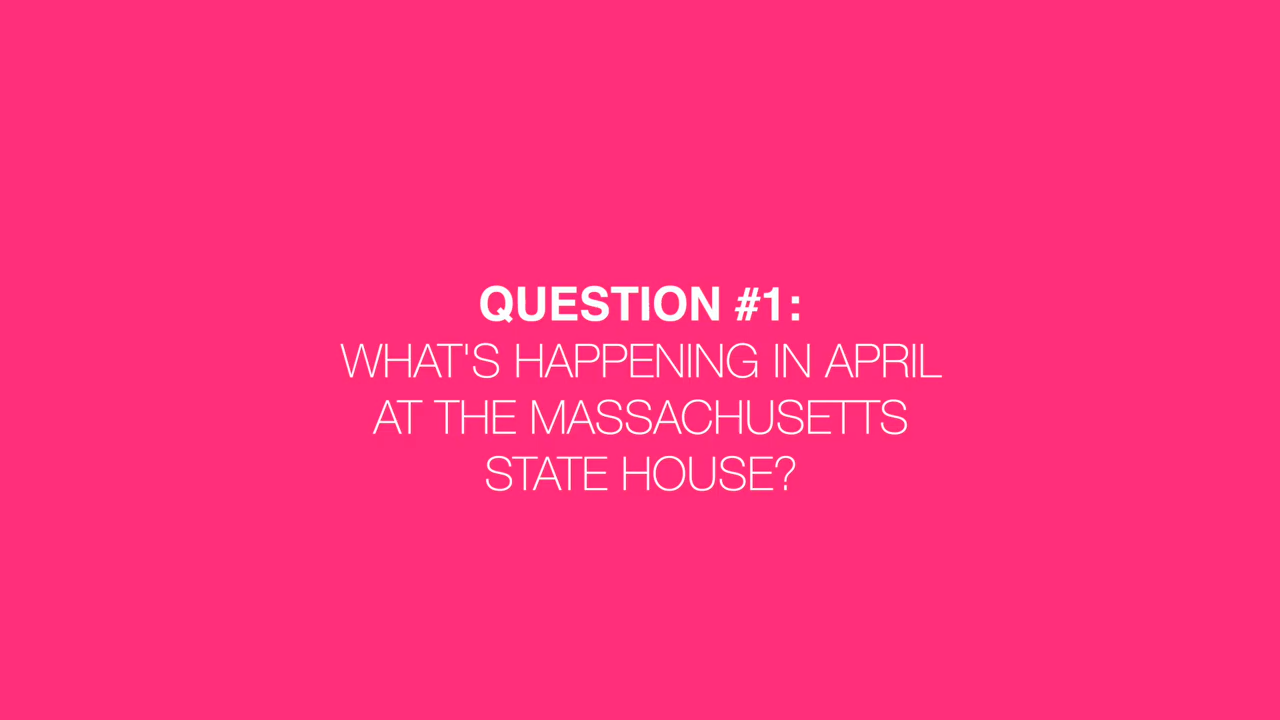 QUESTION #1:
WHAT'S HAPPENING IN APRIL
AT THE MASSACHUSETTS
STATE HOUSE?